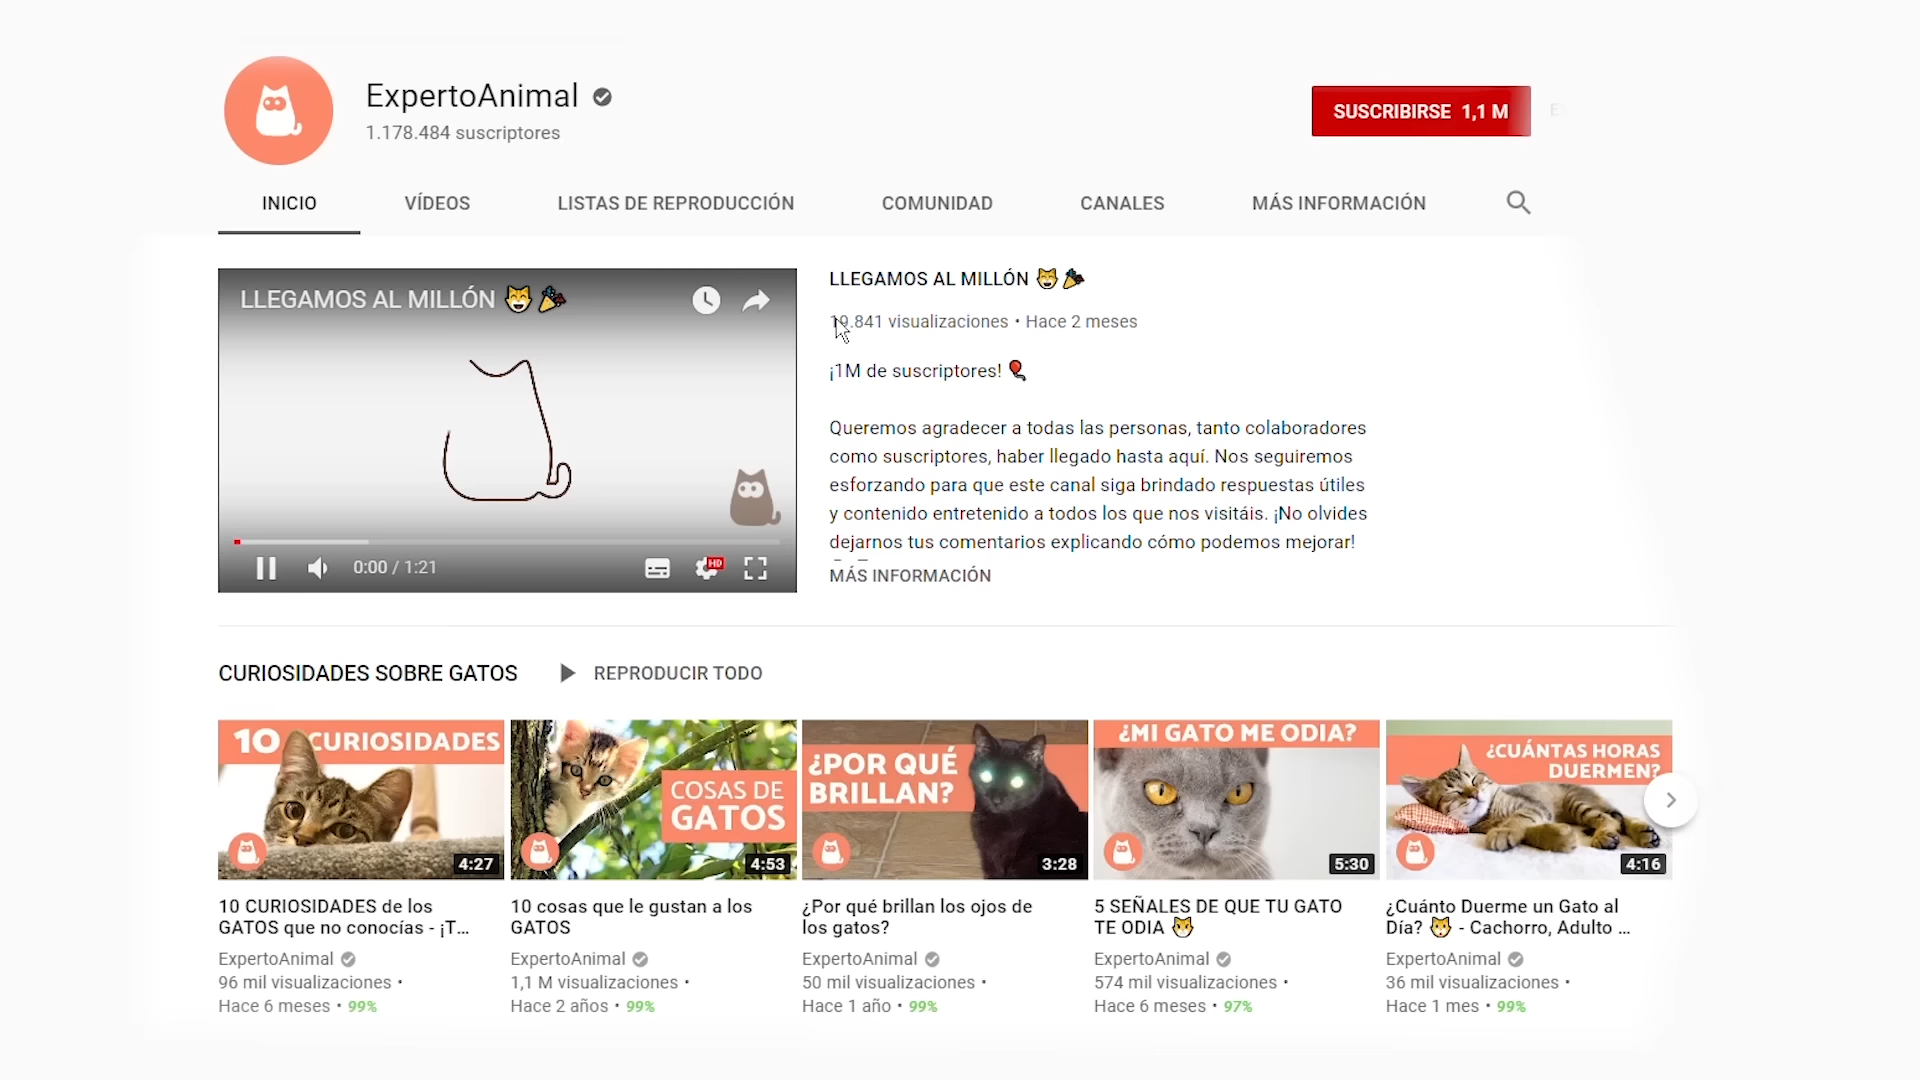 ExpertoAnimal
1.178.484 suscriptores
SUSCRIBIRSE 1,1 M
INICIO
VÍDEOS
LISTAS DE REPRODUCCIÓN
COMUNIDAD
CANALES
MÁS INFORMACIÓN
LLEGAMOS AL MILLÓN 😸 🎉
0:00 / 1:21
HD
LLEGAMOS AL MILLÓN 😸 🎉
19.841 visualizaciones • Hace 2 meses
¡1M de suscriptores! 🎈
Queremos agradecer a todas las personas, tanto colaboradores
como suscriptores, haber llegado hasta aquí. Nos seguiremos
esforzando para que este canal siga brindado respuestas útiles
y contenido entretenido a todos los que nos visitáis. ¡No olvides
dejarnos tus comentarios explicando cómo podemos mejorar!
MÁS INFORMACIÓN
CURIOSIDADES SOBRE GATOS
REPRODUCIR TODO
10 CURIOSIDADES
4:27
10 CURIOSIDADES de los
GATOS que no conocías - ¡T...
ExpertoAnimal
96 mil visualizaciones •
Hace 6 meses • 99%
COSAS DE
GATOS
4:53
10 cosas que le gustan a los
GATOS
ExpertoAnimal
1,1 M visualizaciones •
Hace 2 años • 99%
¿POR QUÉ
BRILLAN?
3:28
¿Por qué brillan los ojos de
los gatos?
ExpertoAnimal
50 mil visualizaciones •
Hace 1 año • 99%
¿MI GATO ME ODIA?
5:30
5 SEÑALES DE QUE TU GATO
TE ODIA 🐱
ExpertoAnimal
574 mil visualizaciones •
Hace 6 meses • 97%
¿CUÁNTAS HORAS
DUERMEN?
4:16
¿Cuánto Duerme un Gato al
Día? 🐱 - Cachorro, Adulto ...
ExpertoAnimal
36 mil visualizaciones •
Hace 1 mes • 99%